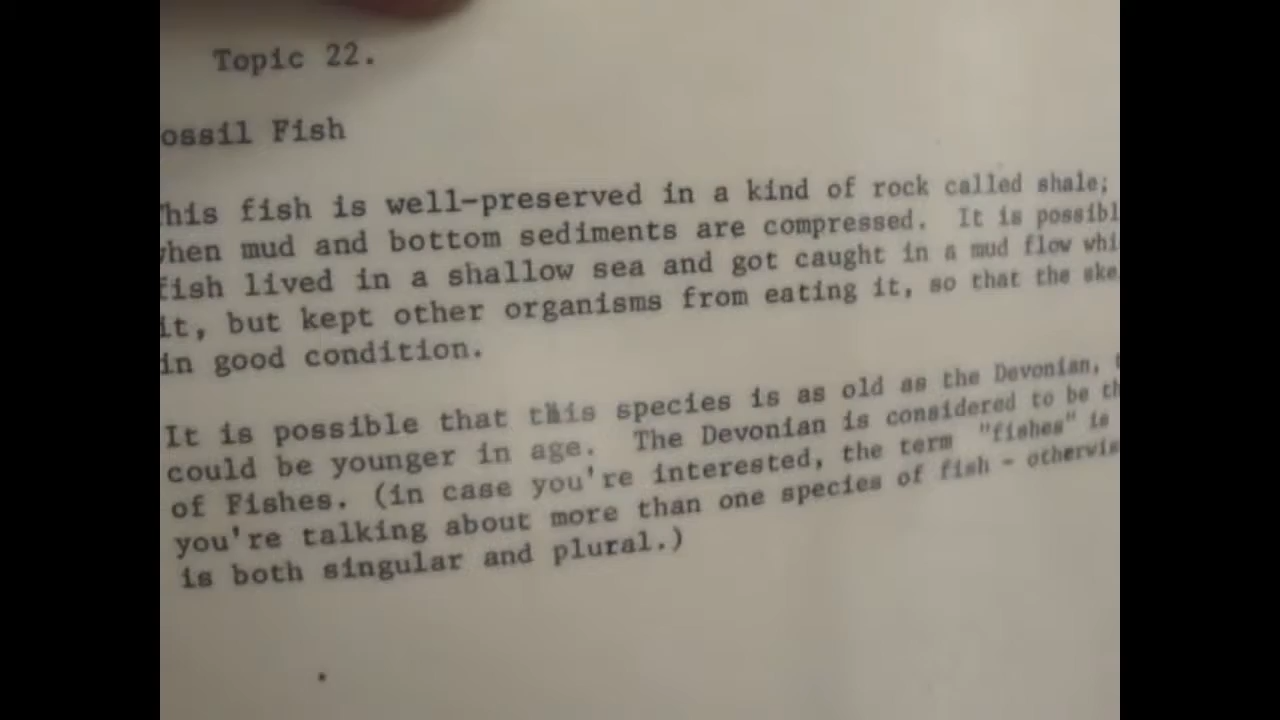 Topic 22.
ossil Fish
This fish is well-preserved in a kind of rock called shale;
when mud and bottom sediments are compressed. It is possibl
fish lived in a shallow sea and got caught in a mud flow whi
it, but kept other organisms from eating it, so that the ske
in good condition.
It is possible that this species is as old as the Devonian,
could be younger in age. The Devonian is considered to be th
of Fishes. (in case you're interested, the term "fishes" is
you're talking about more than one species of fish - otherwis
is both singular and plural.)